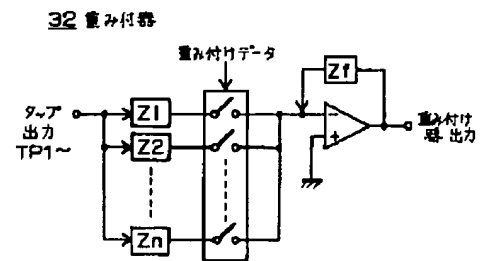 32 重み付器
重み付けデータ
タップ
出力
TP1~
Z1
Z2
Zn
Zf
-
+
重み付け
器 出力